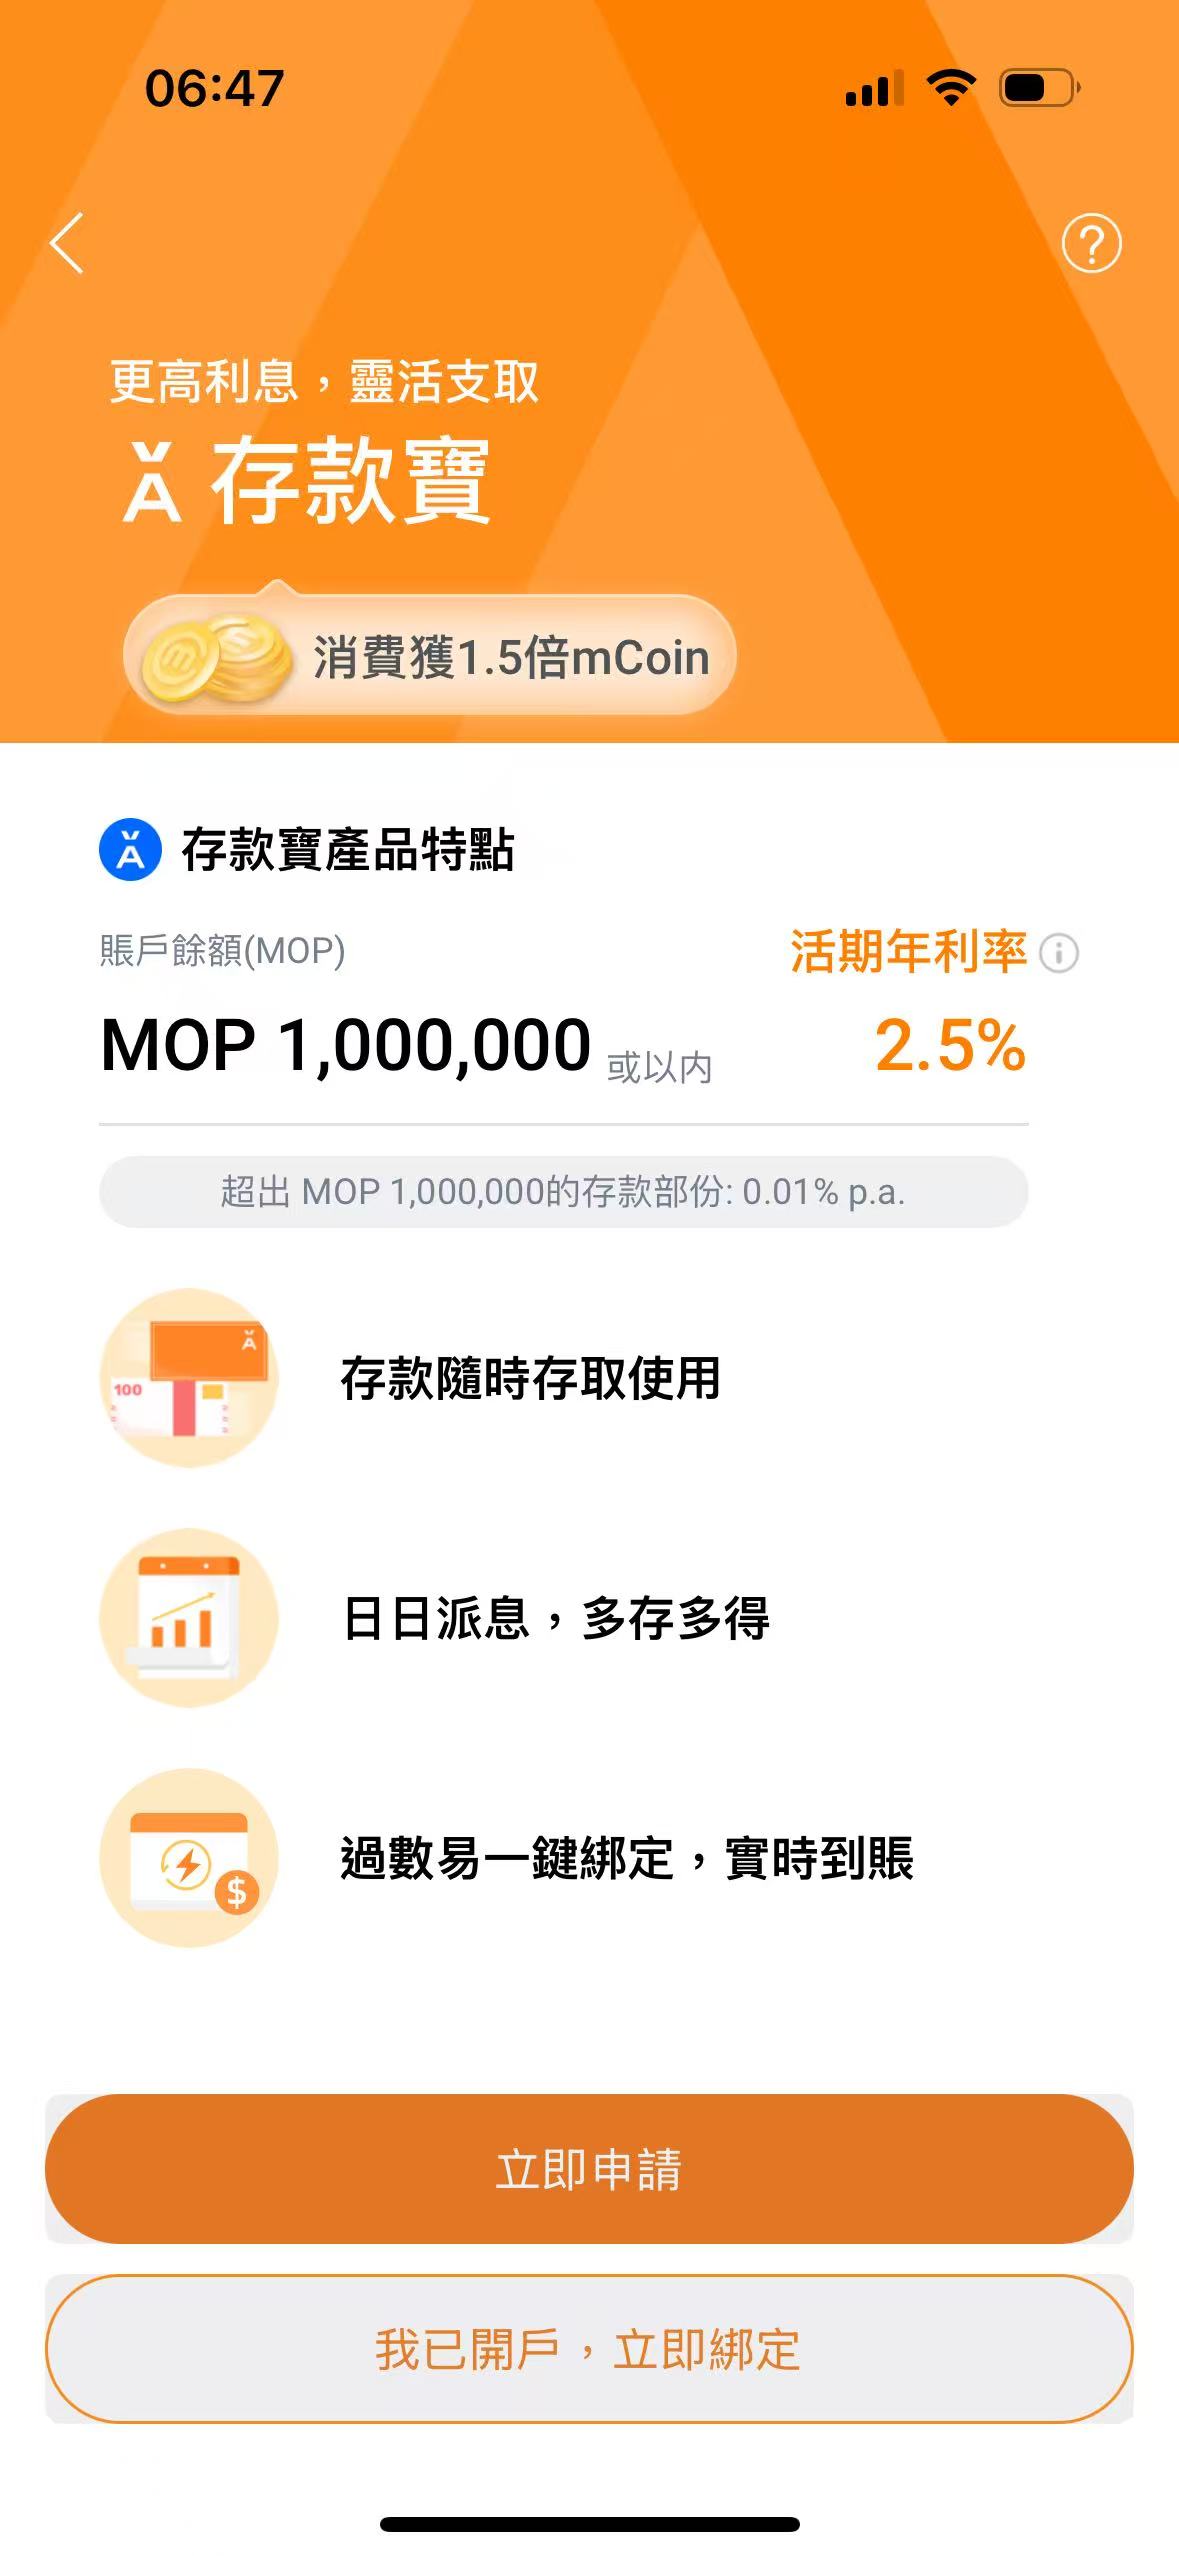 06:47
更高利息，靈活支取
Ǎ 存款寶
消費獲1.5倍mCoin
Ǎ 存款寶產品特點
賬戶餘額(MOP)
活期年利率
MOP 1,000,000 或以内
2.5%
超出 MOP 1,000,000的存款部份: 0.01% p.a.
100
存款隨時存取使用
日日派息，多存多得
過數易一鍵綁定，實時到賬
立即申請
我已開戶，立即綁定